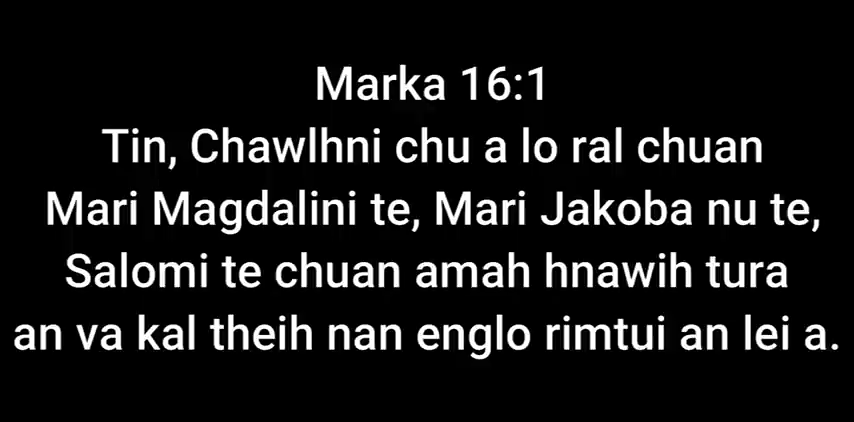 Marka 16:1
Tin, Chawlhni chu a lo ral chuan
Mari Magdalini te, Mari Jakoba nu te,
Salomi te chuan amah hnawih tura
an va kal theih nan englo rimtui an lei a.